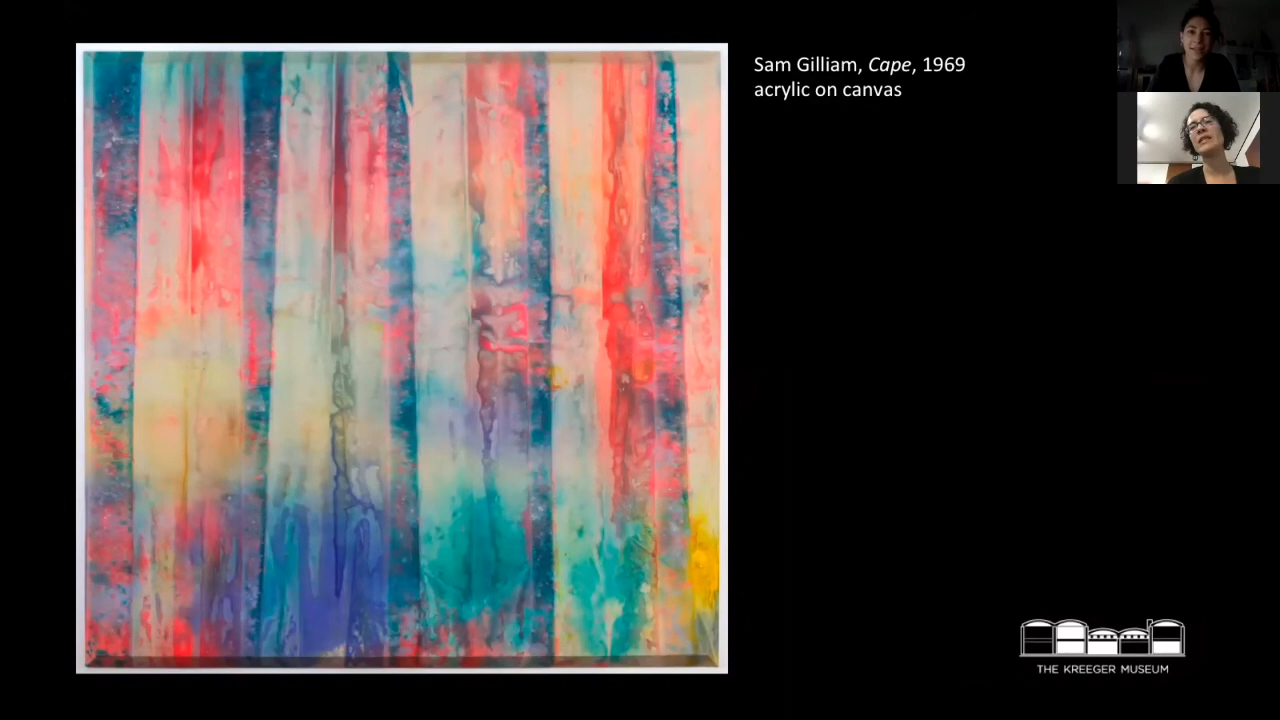 Sam Gilliam, Cape, 1969
acrylic on canvas
THE KREEGER MUSEUM